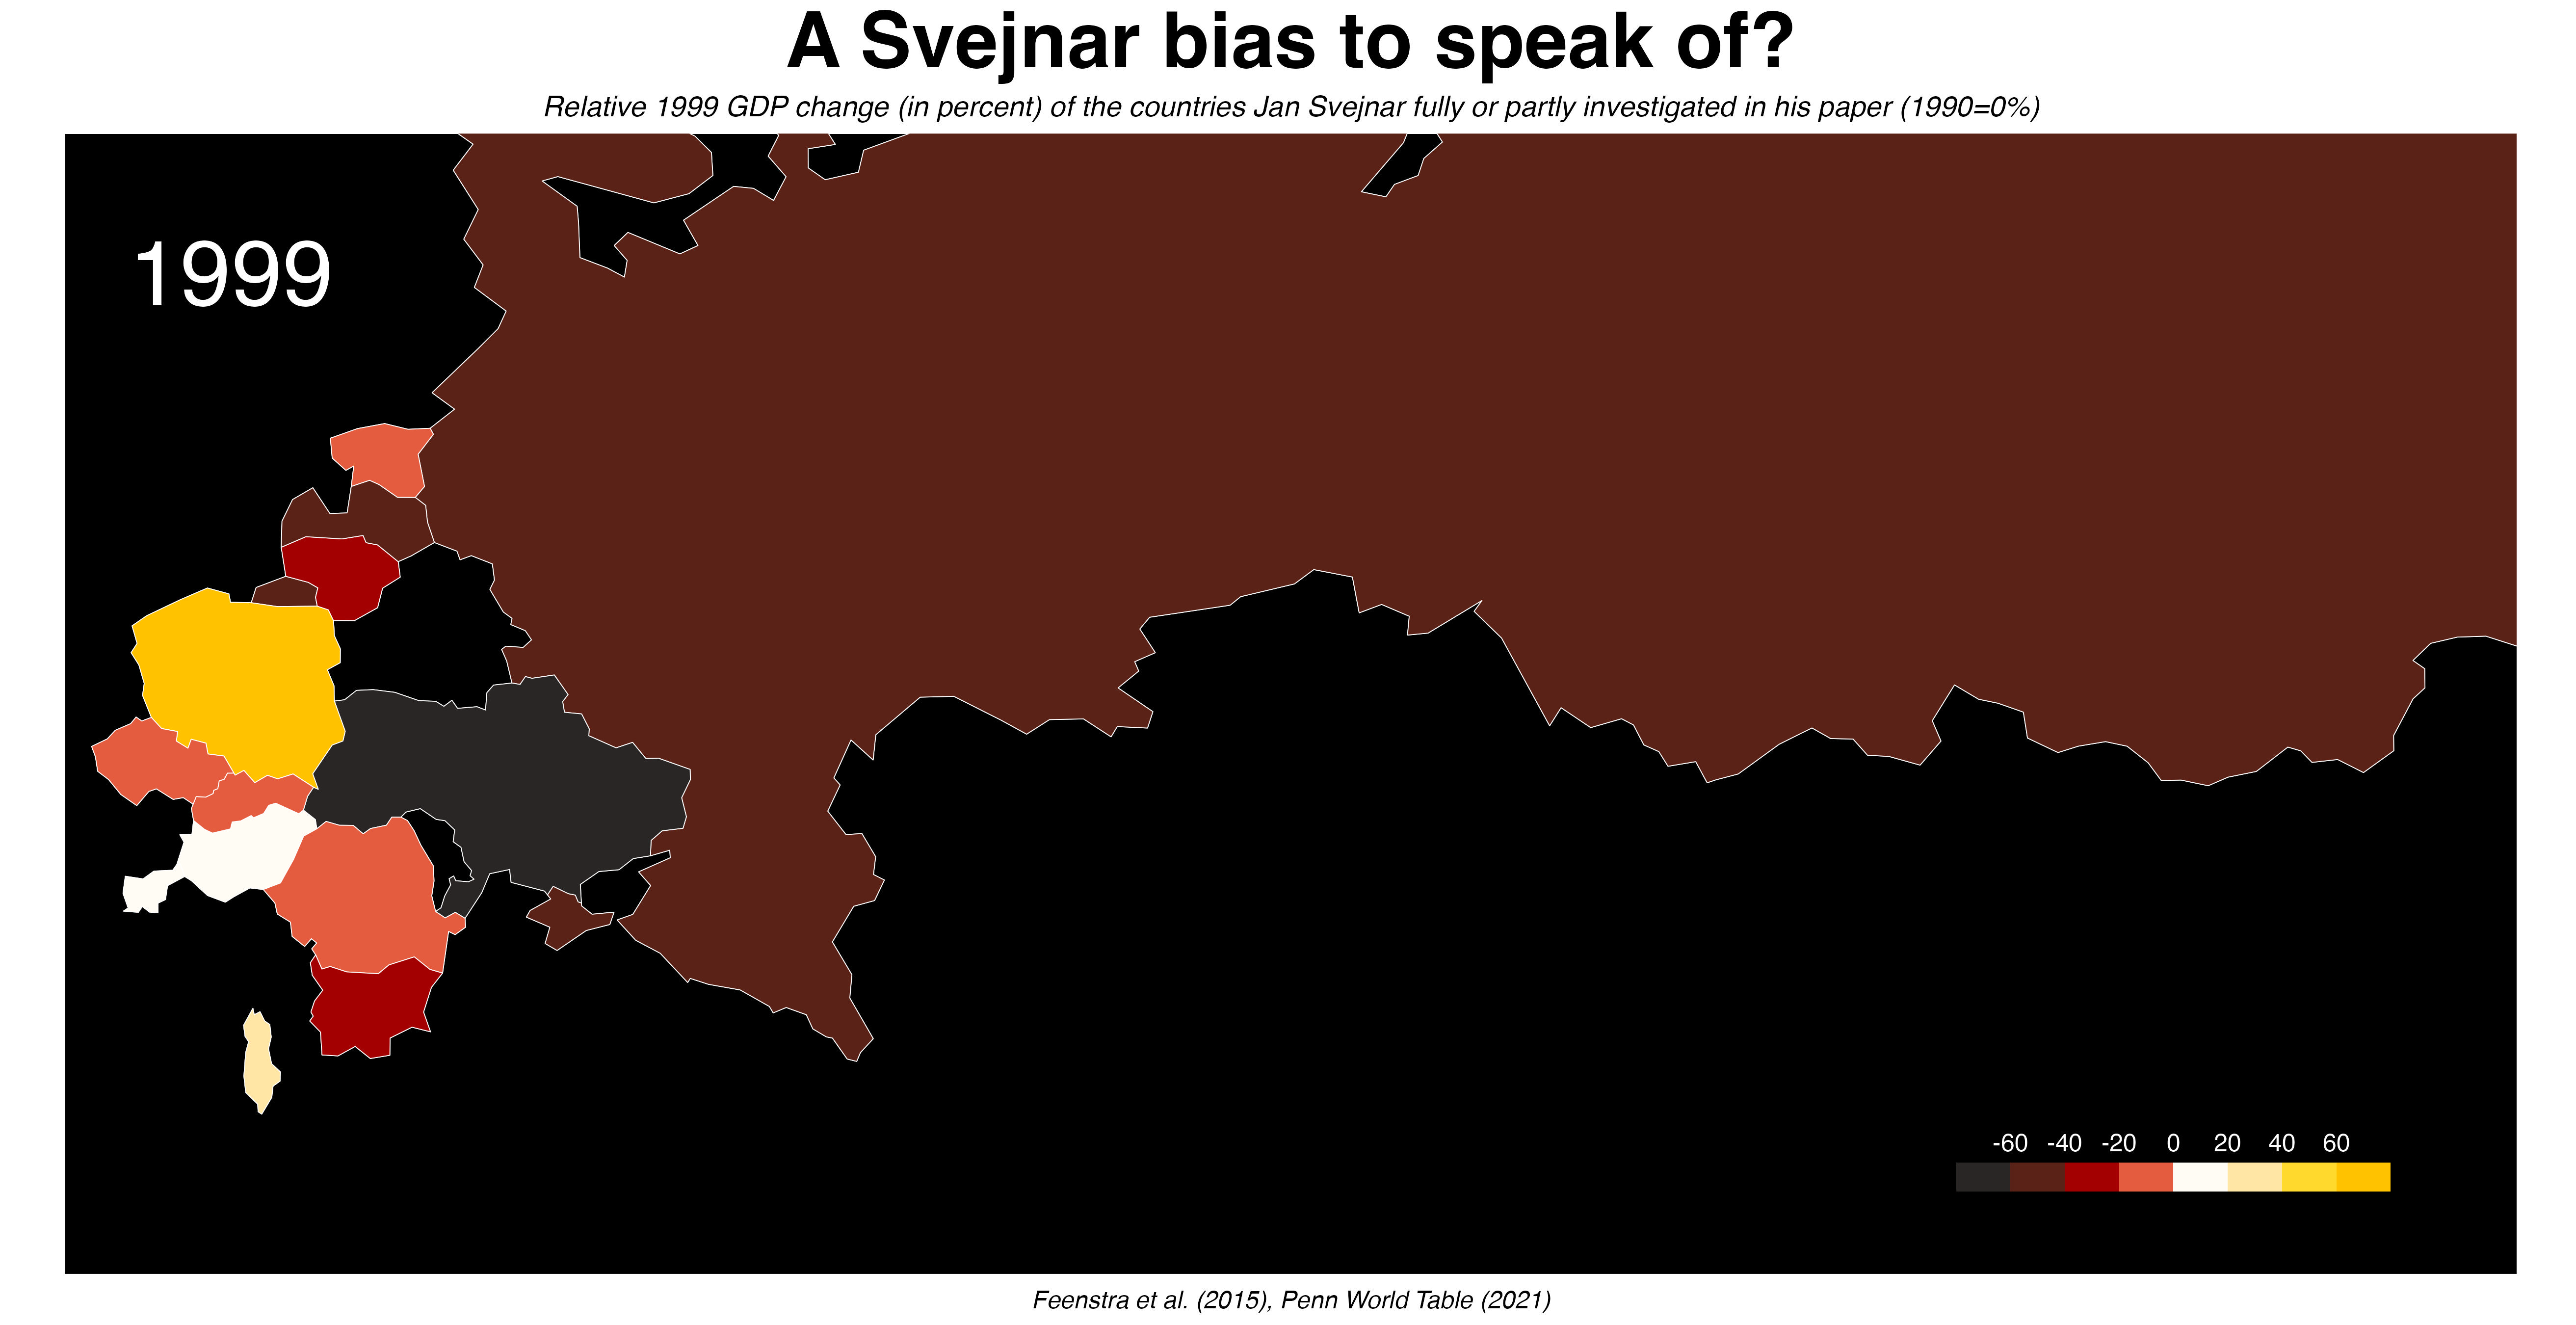 A Svejnar bias to speak of?
Relative 1999 GDP change (in percent) of the countries Jan Svejnar fully or partly investigated in his paper (1990=0%)
1999
-60 -40 -20 0 20 40 60
Feenstra et al. (2015), Penn World Table (2021)